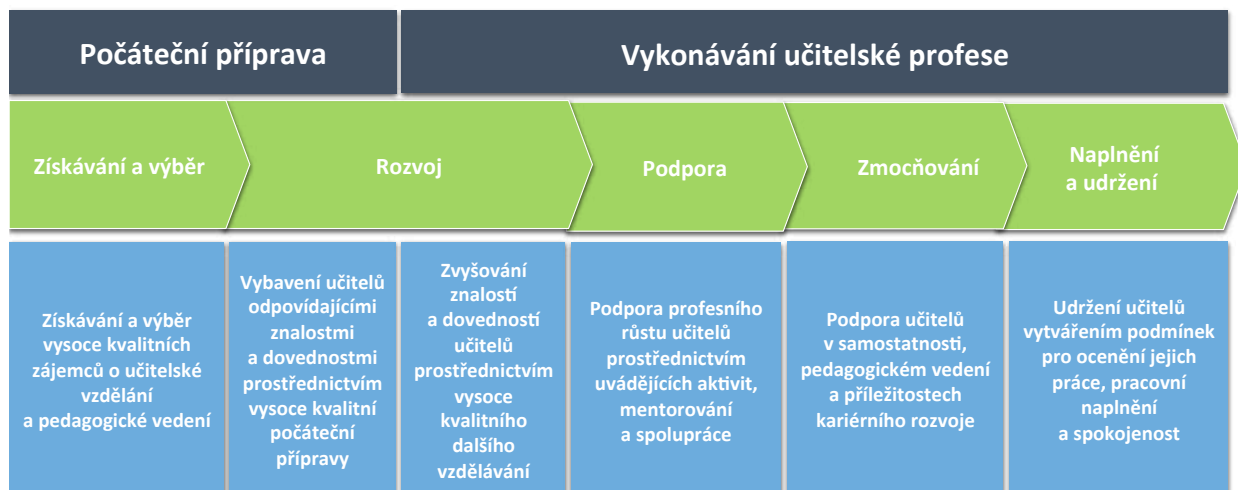 Počáteční příprava
Vykonávání učitelské profese
Získávání a výběr
Rozvoj
Podpora
Zmocňování
Naplnění
a udržení
Získávání a výběr
vysoce kvalitních
zájemců o učitelské
vzdělání
a pedagogické vedení
Vybavení učitelů
odpovídajícími
znalostmi
a dovednostmi
prostřednictvím
vysoce kvalitní
počáteční
přípravy
Zvyšování
znalostí
a dovedností
učitelů
prostřednictvím
vysoce
kvalitního
dalšího
vzdělávání
Podpora profesního
růstu učitelů
prostřednictvím
uvádějících aktivit,
mentorování
a spolupráce
Podpora učitelů
v samostatnosti,
pedagogickém vedení
a příležitostech
kariérního rozvoje
Udržení učitelů
vytvářením podmínek
pro ocenění jejich
práce, pracovní
naplnění
a spokojenost